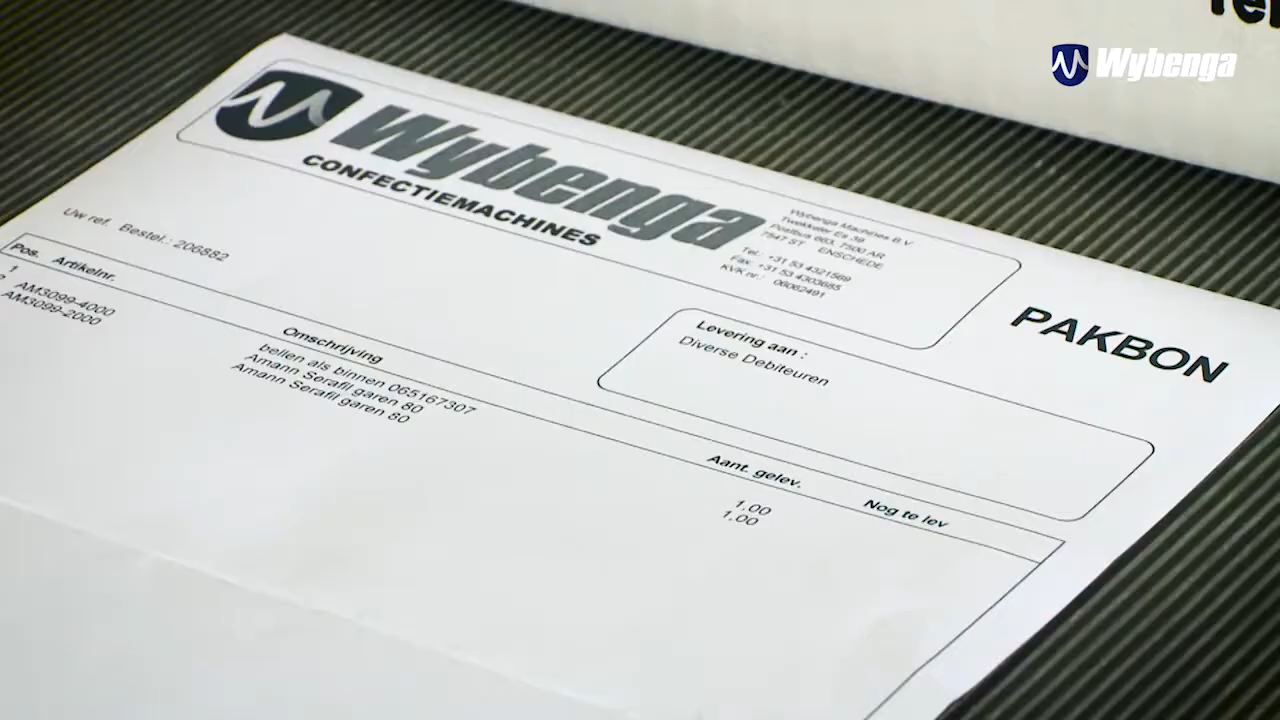 Wybenga
Wybenga
CONFECTIEMACHINES
Wybenga Machines B.V
Twekkeler Es 39
Postbus 663, 7500 AR
7547 ST ENSCHEDE
Tel.: +31 53 4321569
Fax: +31 53 4303685
KVK nr.: 06062491
PAKBON
Uw ref. Bestel.: 206882
Levering aan :
Diverse Debiteuren
Pos. Artikelnr. Omschrijving Aant. gelev. Nog te lev
bellen als binnen 065167307
1 AM3099-4000 Amann Serafil garen 80 1,00
2 AM3099-2000 Amann Serafil garen 80 1,00